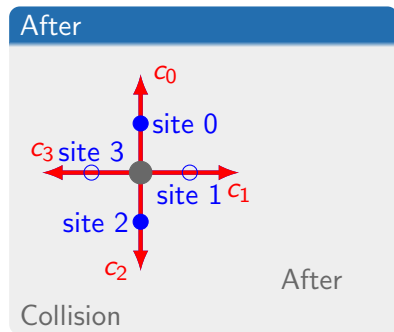 After
c₀
site 0
c₃ site 3
site 1 c₁
site 2
c₂
After
Collision